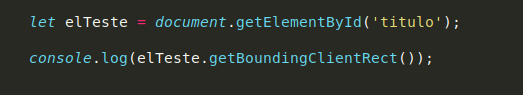 let elTeste = document.getElementById('titulo');
console.log(elTeste.getBoundingClientRect());